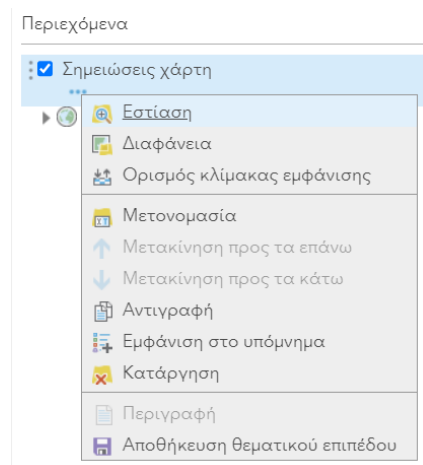 Περιεχόμενα
Σημειώσεις χάρτη
Εστίαση
Διαφάνεια
Ορισμός κλίμακας εμφάνισης
Μετονομασία
Μετακίνηση προς τα επάνω
Μετακίνηση προς τα κάτω
Αντιγραφή
Εμφάνιση στο υπόμνημα
Κατάργηση
Περιγραφή
Αποθήκευση θεματικού επιπέδου